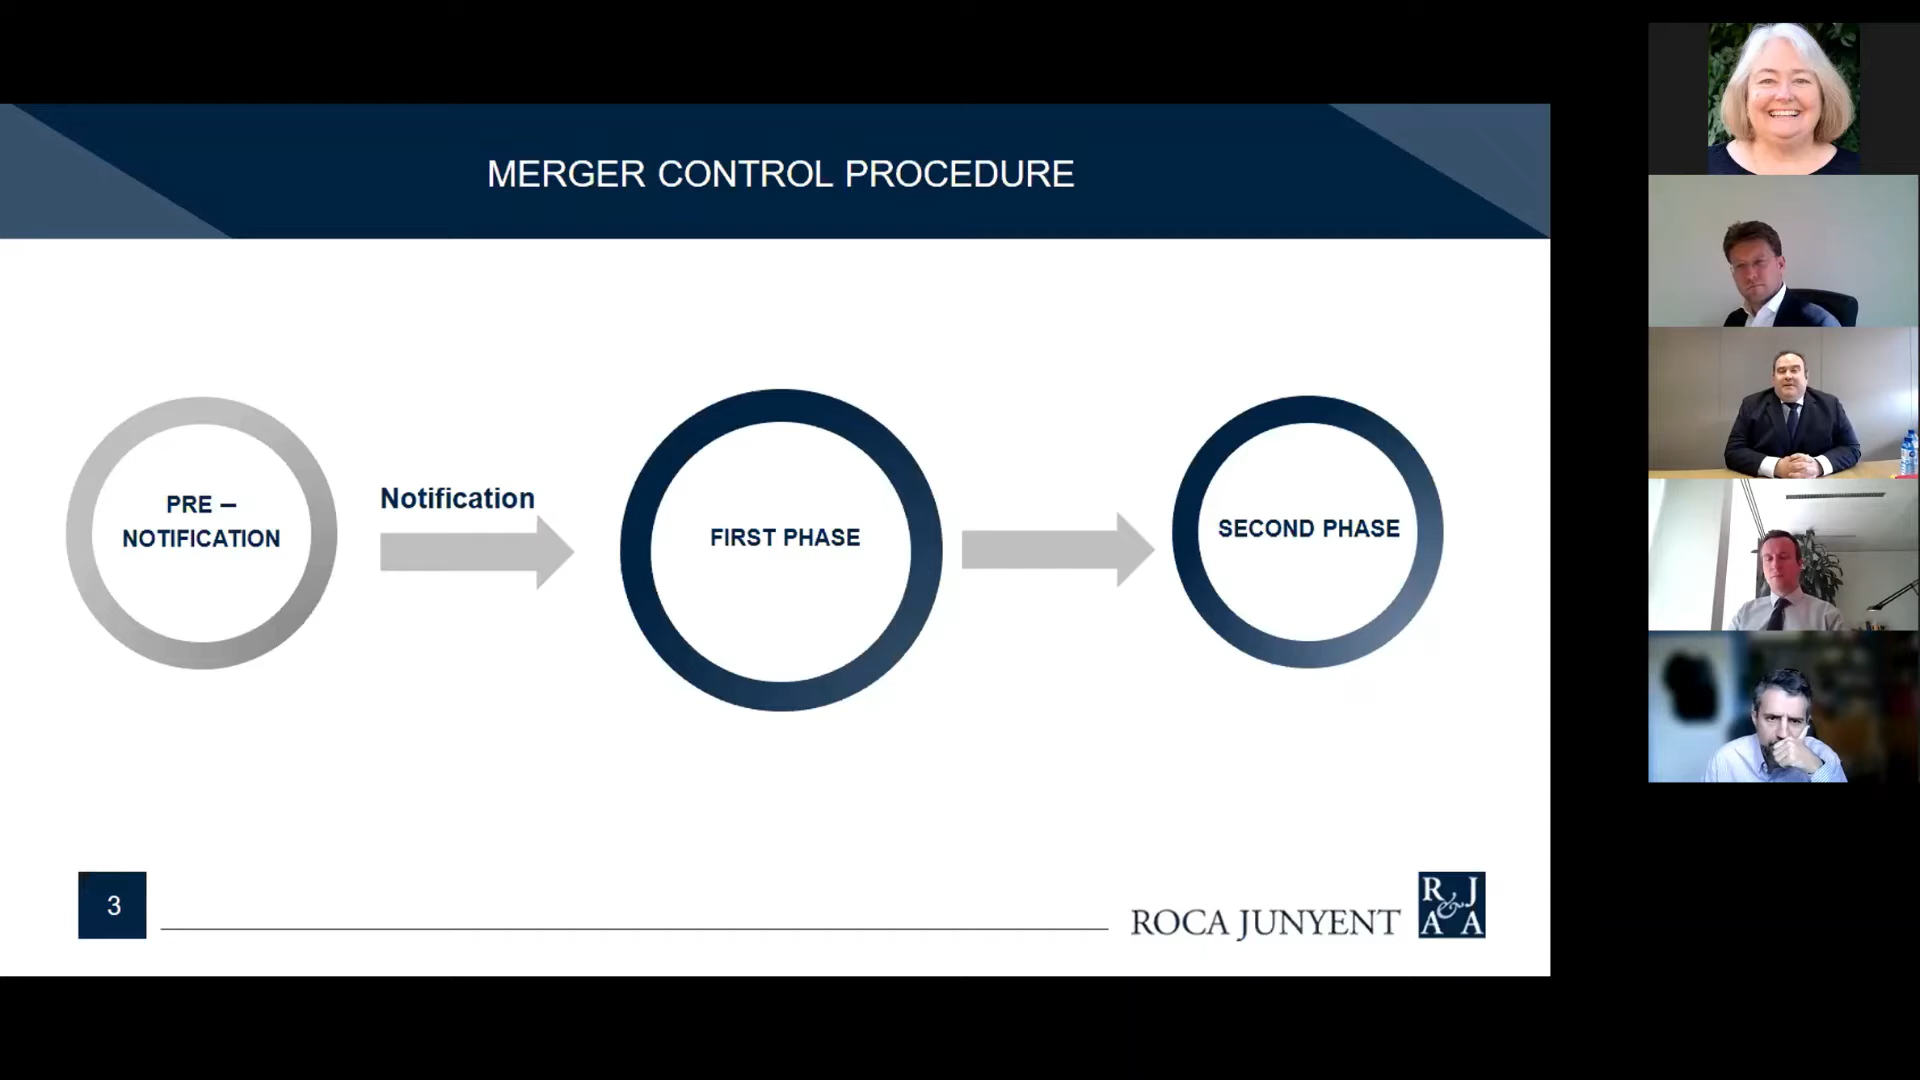 MERGER CONTROL PROCEDURE
PRE –
NOTIFICATION
Notification
FIRST PHASE
SECOND PHASE
3
ROCA JUNYENT
R J
& 
A A